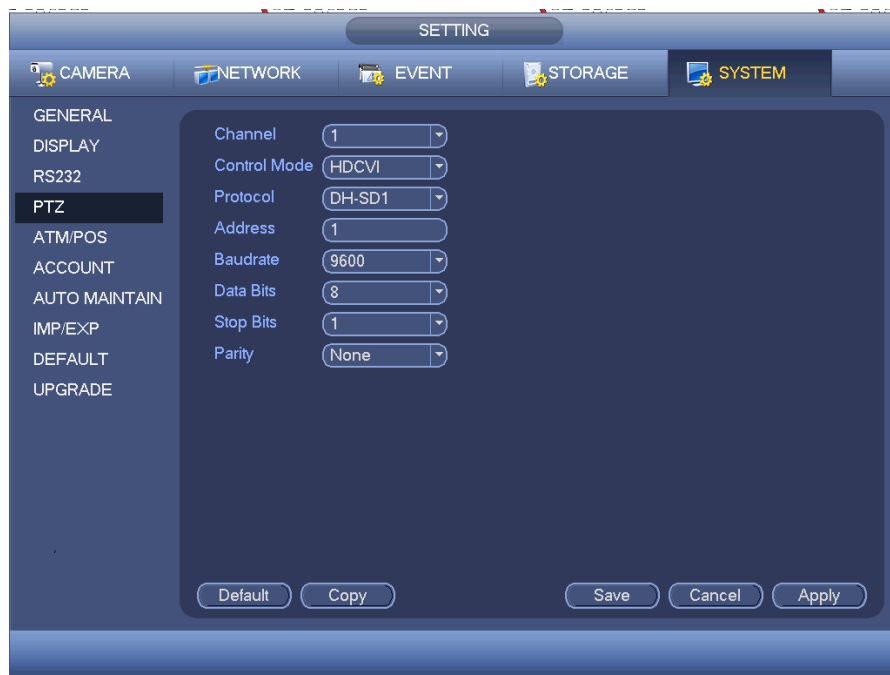 SETTING
CAMERA NETWORK EVENT STORAGE SYSTEM
GENERAL
DISPLAY
RS232
PTZ
ATM/POS
ACCOUNT
AUTO MAINTAIN
IMP/EXP
DEFAULT
UPGRADE
Channel 1
Control Mode HDCVI
Protocol DH-SD1
Address 1
Baudrate 9600
Data Bits 8
Stop Bits 1
Parity None
Default Copy Save Cancel Apply